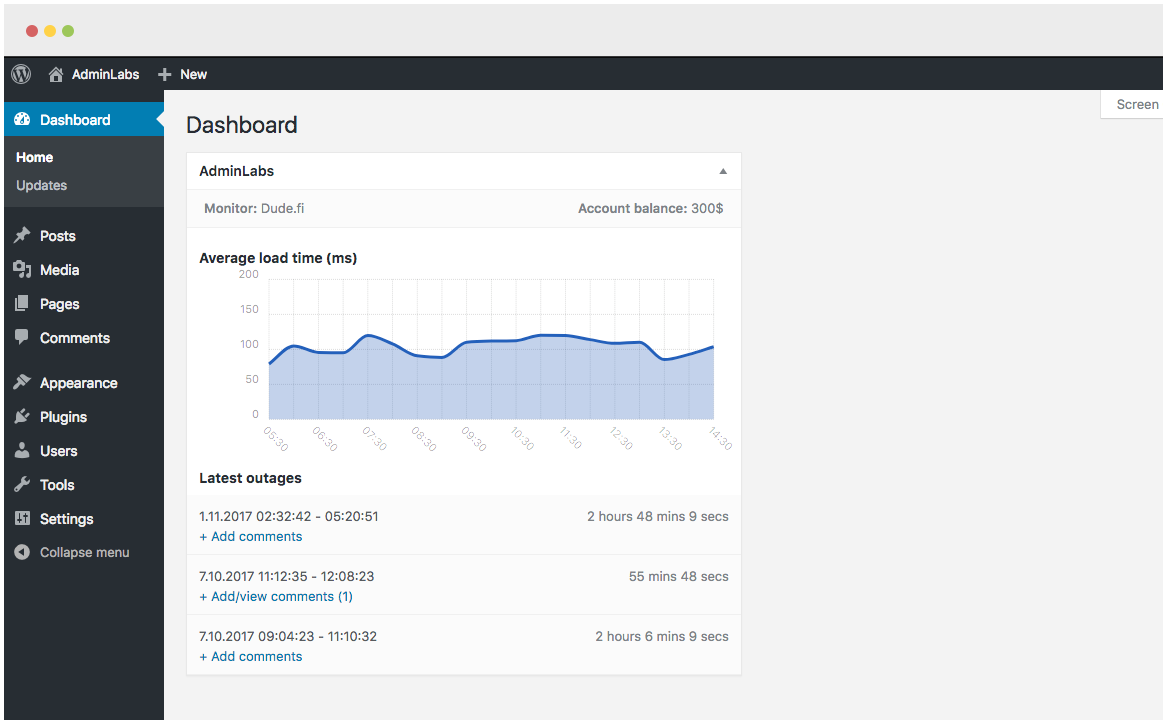 AdminLabs
New
Screen
Dashboard
Home
Updates
Posts
Media
Pages
Comments
Appearance
Plugins
Users
Tools
Settings
Collapse menu
Dashboard
AdminLabs
Monitor: Dude.fi Account balance: 300$
Average load time (ms)
200
150
100
50
0
05:30 06:30 07:30 08:30 09:30 10:30 11:30 12:30 13:30 14:30
Latest outages
1.11.2017 02:32:42 - 05:20:51 2 hours 48 mins 9 secs
+ Add comments
7.10.2017 11:12:35 - 12:08:23 55 mins 48 secs
+ Add/view comments (1)
7.10.2017 09:04:23 - 11:10:32 2 hours 6 mins 9 secs
+ Add comments